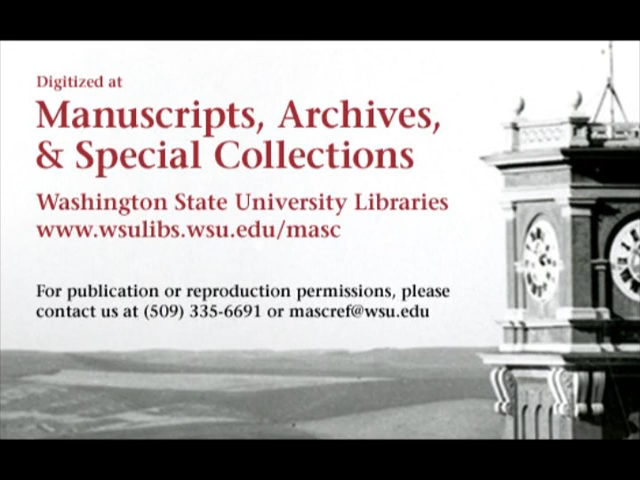 Digitized at
Manuscripts, Archives,
& Special Collections
Washington State University Libraries
www.wsulibs.wsu.edu/masc
For publication or reproduction permissions, please
contact us at (509) 335-6691 or mascref@wsu.edu